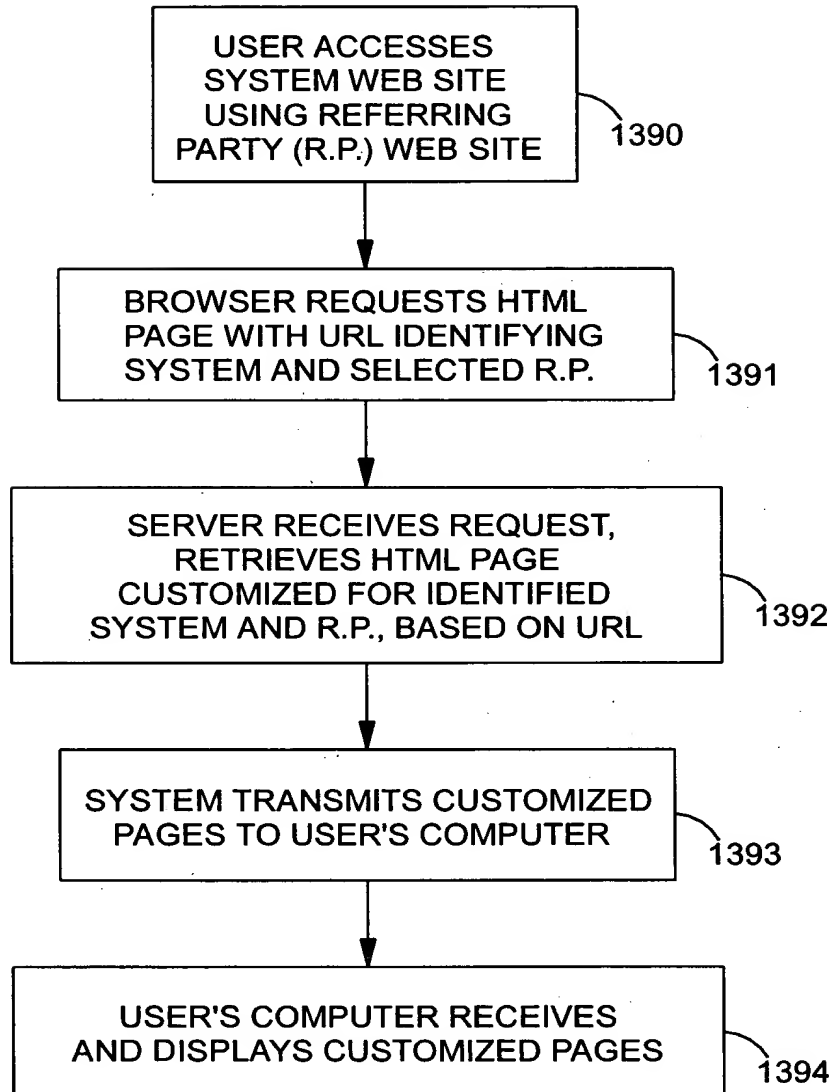 USER ACCESSES
SYSTEM WEB SITE
USING REFERRING
PARTY (R.P.) WEB SITE
1390
BROWSER REQUESTS HTML
PAGE WITH URL IDENTIFYING
SYSTEM AND SELECTED R.P.
1391
SERVER RECEIVES REQUEST,
RETRIEVES HTML PAGE
CUSTOMIZED FOR IDENTIFIED
SYSTEM AND R.P., BASED ON URL
1392
SYSTEM TRANSMITS CUSTOMIZED
PAGES TO USER'S COMPUTER
1393
USER'S COMPUTER RECEIVES
AND DISPLAYS CUSTOMIZED PAGES
1394